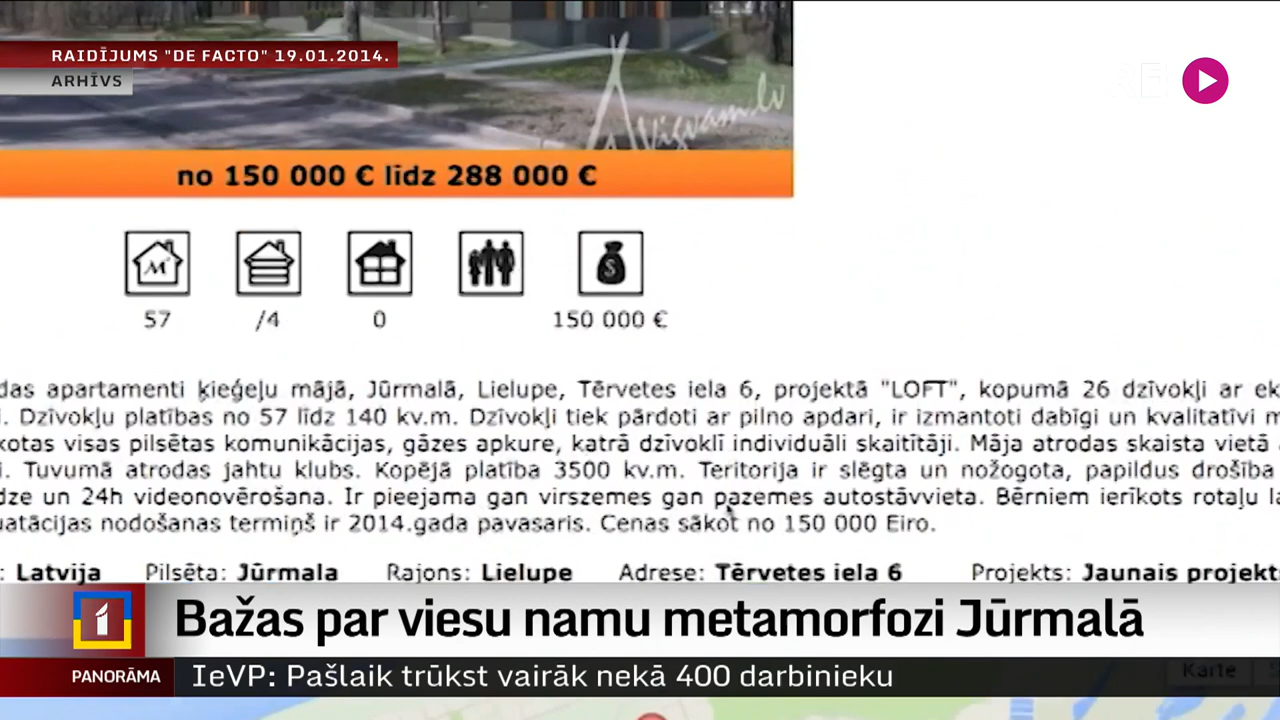 RAIDĪJUMS "DE FACTO" 19.01.2014.
ARHĪVS
Vigvam.lv
no 150 000 € līdz 288 000 €
M²
$
57 /4 0 150 000 €
das apartamenti ķieģeļu mājā, Jūrmalā, Lielupe, Tērvetes iela 6, projektā "LOFT", kopumā 26 dzīvokļi ar ek
. Dzīvokļu platības no 57 līdz 140 kv.m. Dzīvokļi tiek pārdoti ar pilno apdari, ir izmantoti dabīgi un kvalitatīvi m
kotas visas pilsētas komunikācijas, gāzes apkure, katrā dzīvoklī individuāli skaitītāji. Māja atrodas skaista vietā
. Tuvumā atrodas jahtu klubs. Kopējā platība 3500 kv.m. Teritorija ir slēgta un nožogota, papildus drošība
dze un 24h videonovērošana. Ir pieejama gan virszemes gan pazemes autostāvvieta. Bērniem ierīkots rotaļu la
uatācijas nodošanas termiņš ir 2014.gada pavasaris. Cenas sākot no 150 000 Eiro.
: Latvija Pilsēta: Jūrmala Rajons: Lielupe Adrese: Tērvetes iela 6 Projekts: Jaunais projekt
1 Bažas par viesu namu metamorfozi Jūrmalā
PANORĀMA IeVP: Pašlaik trūkst vairāk nekā 400 darbinieku
Karte